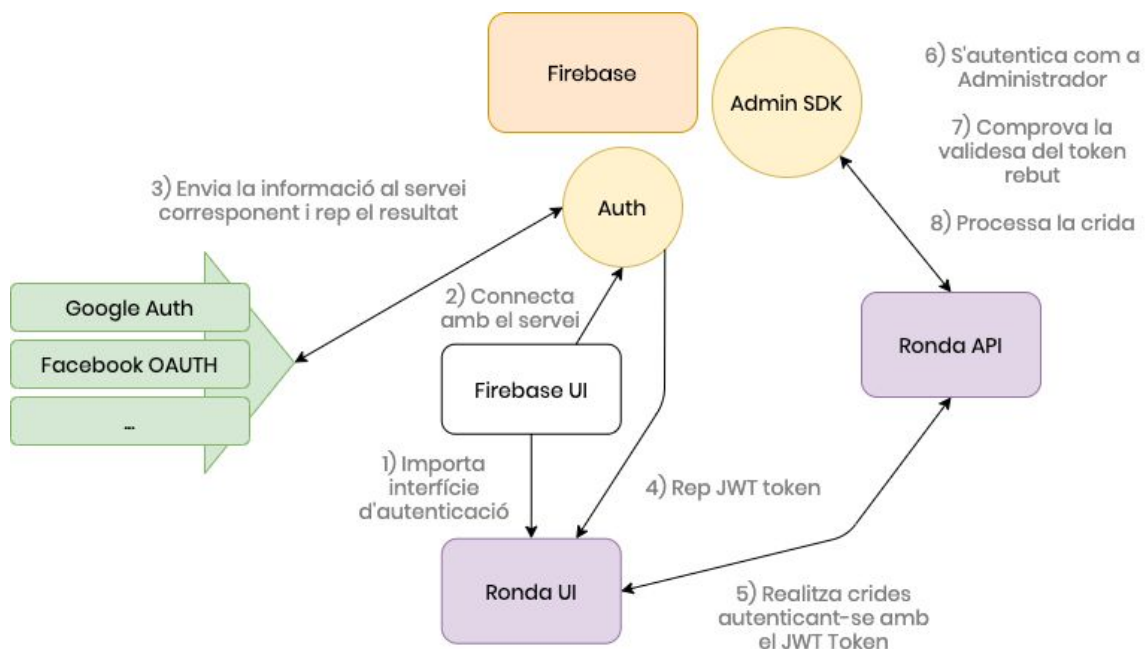 Firebase
Admin SDK
6) S'autentica com a
Administrador
7) Comprova la
validesa del token
rebut
8) Processa la crida
3) Envia la informació al servei
corresponent i rep el resultat
Auth
Google Auth
Facebook OAUTH
...
2) Connecta
amb el servei
Firebase UI
Ronda API
1) Importa
interfície
d'autenticació
4) Rep JWT token
Ronda UI
5) Realitza crides
autenticant-se amb
el JWT Token